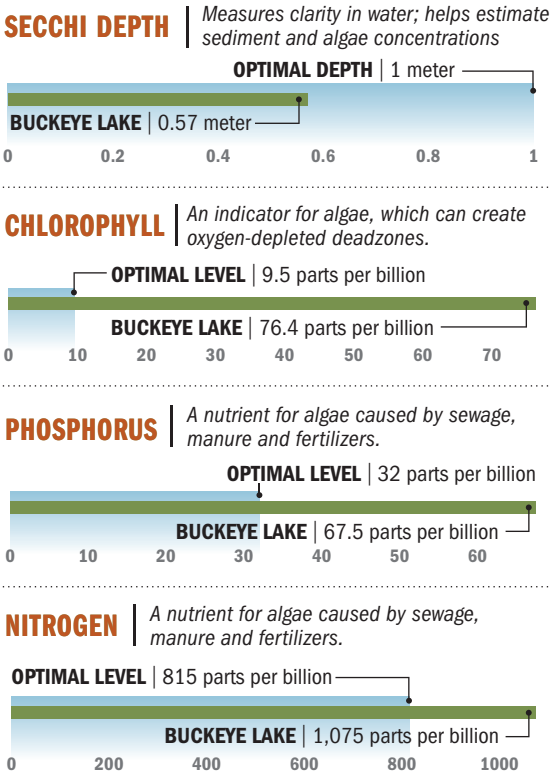 SECCHI DEPTH | Measures clarity in water; helps estimate
sediment and algae concentrations
OPTIMAL DEPTH | 1 meter
BUCKEYE LAKE | 0.57 meter
0 0.2 0.4 0.6 0.8 1
CHLOROPHYLL | An indicator for algae, which can create
oxygen-depleted deadzones.
OPTIMAL LEVEL | 9.5 parts per billion
BUCKEYE LAKE | 76.4 parts per billion
0 10 20 30 40 50 60 70
PHOSPHORUS | A nutrient for algae caused by sewage,
manure and fertilizers.
OPTIMAL LEVEL | 32 parts per billion
BUCKEYE LAKE | 67.5 parts per billion
0 10 20 30 40 50 60
NITROGEN | A nutrient for algae caused by sewage,
manure and fertilizers.
OPTIMAL LEVEL | 815 parts per billion
BUCKEYE LAKE | 1,075 parts per billion
0 200 400 600 800 1000